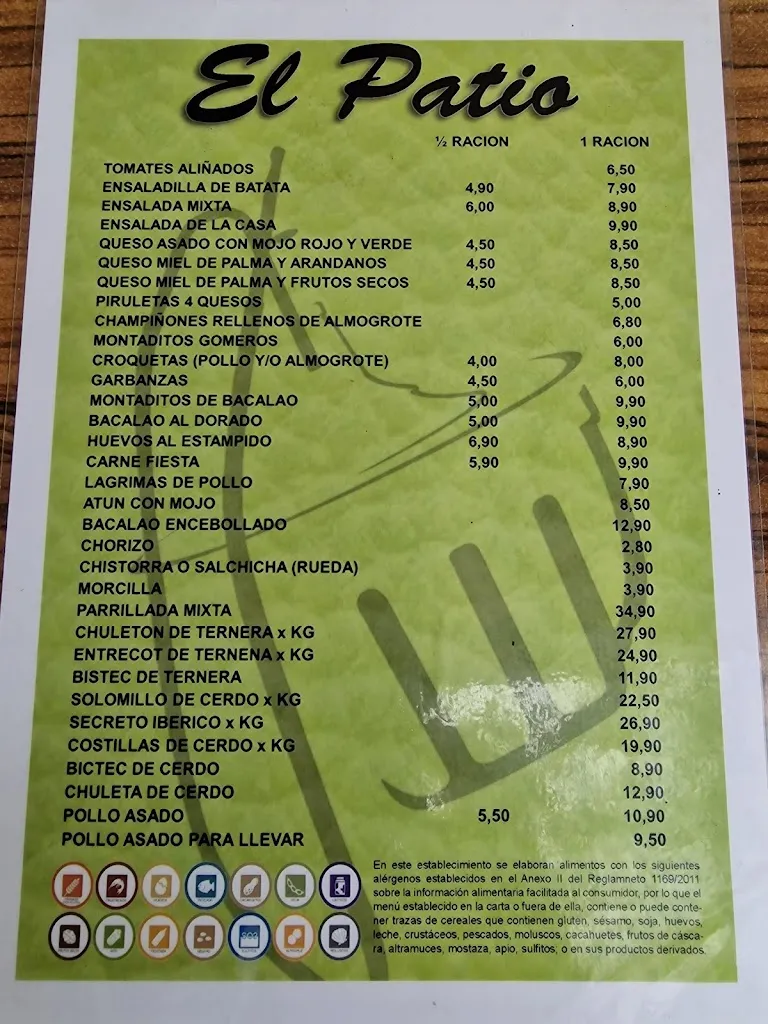 El Patio
½ RACION 1 RACION
TOMATES ALIÑADOS 6,50
ENSALADILLA DE BATATA 4,90 7,90
ENSALADA MIXTA 6,00 8,90
ENSALADA DE LA CASA 9,90
QUESO ASADO CON MOJO ROJO Y VERDE 4,50 8,50
QUESO MIEL DE PALMA Y ARANDANOS 4,50 8,50
QUESO MIEL DE PALMA Y FRUTOS SECOS 4,50 8,50
PIRULETAS 4 QUESOS 5,00
CHAMPIÑONES RELLENOS DE ALMOGROTE 6,80
MONTADITOS GOMEROS 6,00
CROQUETAS (POLLO Y/O ALMOGROTE) 4,00 8,00
GARBANZAS 4,50 6,00
MONTADITOS DE BACALAO 5,00 9,90
BACALAO AL DORADO 5,00 9,90
HUEVOS AL ESTAMPIDO 6,90 8,90
CARNE FIESTA 5,90 9,90
LAGRIMAS DE POLLO 7,90
ATUN CON MOJO 8,50
BACALAO ENCEBOLLADO 12,90
CHORIZO 2,80
CHISTORRA O SALCHICHA (RUEDA) 3,90
MORCILLA 3,90
PARRILLADA MIXTA 34,90
CHULETON DE TERNERA x KG 27,90
ENTRECOT DE TERNENA x KG 24,90
BISTEC DE TERNERA 11,90
SOLOMILLO DE CERDO x KG 22,50
SECRETO IBERICO x KG 26,90
COSTILLAS DE CERDO x KG 19,90
BICTEC DE CERDO 8,90
CHULETA DE CERDO 12,90
POLLO ASADO 5,50 10,90
POLLO ASADO PARA LLEVAR 9,50
En este establecimiento se elaboran alimentos con los siguientes
alérgenos establecidos en el Anexo II del Reglamneto 1169/2011
sobre la información alimentaria facilitada al consumidor, por lo que el
menú establecido en la carta o fuera de ella, contiene o puede conte-
ner trazas de cereales que contienen gluten, sésamo, soja, huevos,
leche, crustáceos, pescados, moluscos, cacahuetes, frutos de cásca-
ra, altramuces, mostaza, apio, sulfitos; o en sus productos derivados.